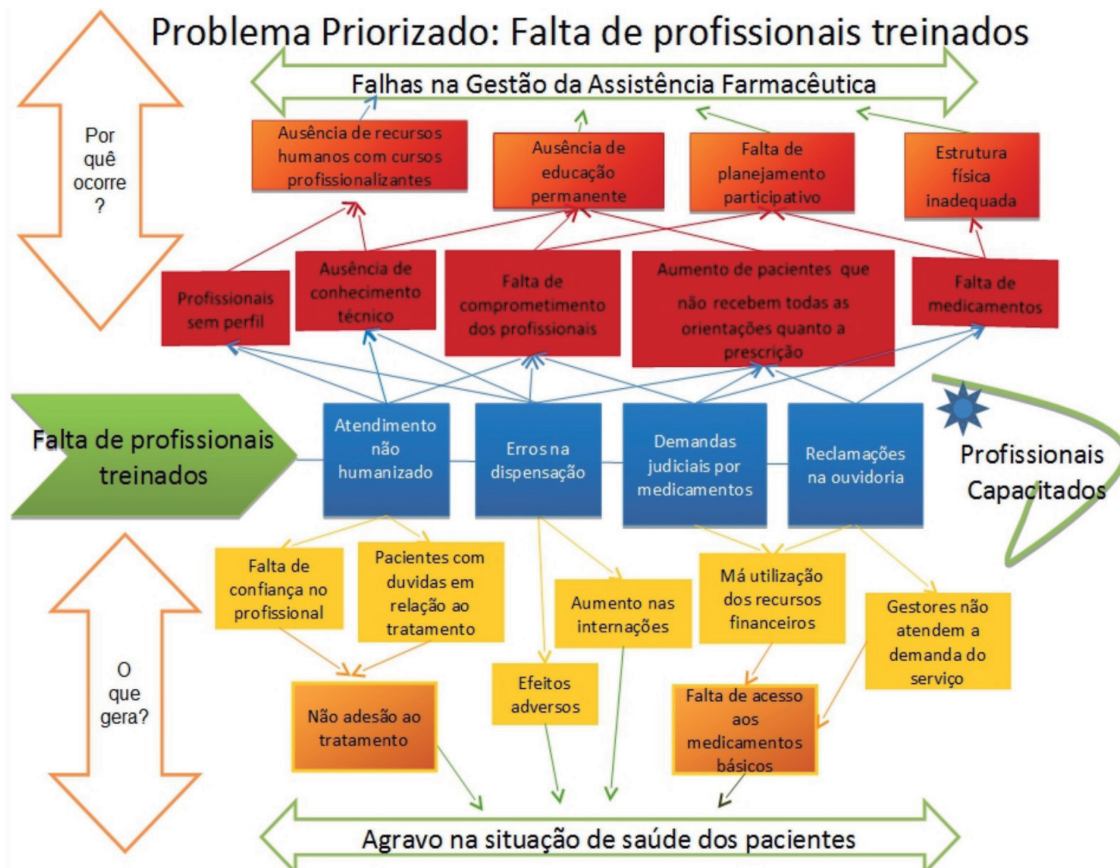 Problema Priorizado: Falta de profissionais treinados
Falhas na Gestão da Assistência Farmacêutica
Por
quê
ocorre
?
Ausência de recursos
humanos com cursos
profissionalizantes
Ausência de
educação
permanente
Falta de
planejamento
participativo
Estrutura
física
inadequada
Profissionais
sem perfil
Ausência de
conhecimento
técnico
Falta de
comprometimento
dos profissionais
Aumento de pacientes que
não recebem todas as
orientações quanto a
prescrição
Falta de
medicamentos
Falta de profissionais
treinados
Atendimento
não
humanizado
Erros na
dispensação
Demandas
judiciais por
medicamentos
Reclamações
na ouvidoria
Profissionais
Capacitados
O
que
gera?
Falta de
confiança no
profissional
Pacientes com
duvidas em
relação ao
tratamento
Aumento nas
internações
Má utilização
dos recursos
financeiros
Gestores não
atendem a
demanda do
serviço
Não adesão ao
tratamento
Efeitos
adversos
Falta de acesso
aos
medicamentos
básicos
Agravo na situação de saúde dos pacientes